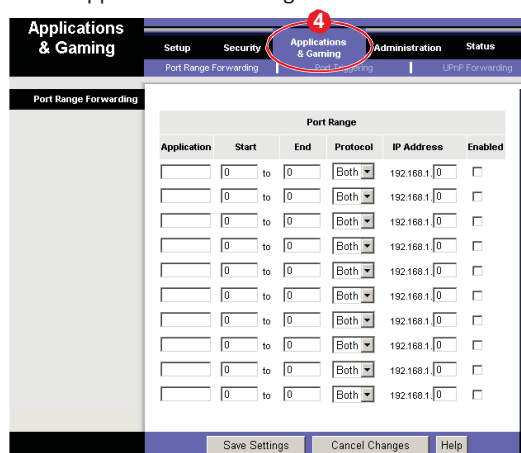 4
Applications
& Gaming
Setup Security Applications & Gaming Administration Status
Port Range Forwarding Port Triggering UPnP Forwarding
Port Range Forwarding
Port Range
Application Start End Protocol IP Address Enabled
0 to 0 Both 192.168.1. 0
0 to 0 Both 192.168.1. 0
0 to 0 Both 192.168.1. 0
0 to 0 Both 192.168.1. 0
0 to 0 Both 192.168.1. 0
0 to 0 Both 192.168.1. 0
0 to 0 Both 192.168.1. 0
0 to 0 Both 192.168.1. 0
0 to 0 Both 192.168.1. 0
0 to 0 Both 192.168.1. 0
Save Settings Cancel Changes Help